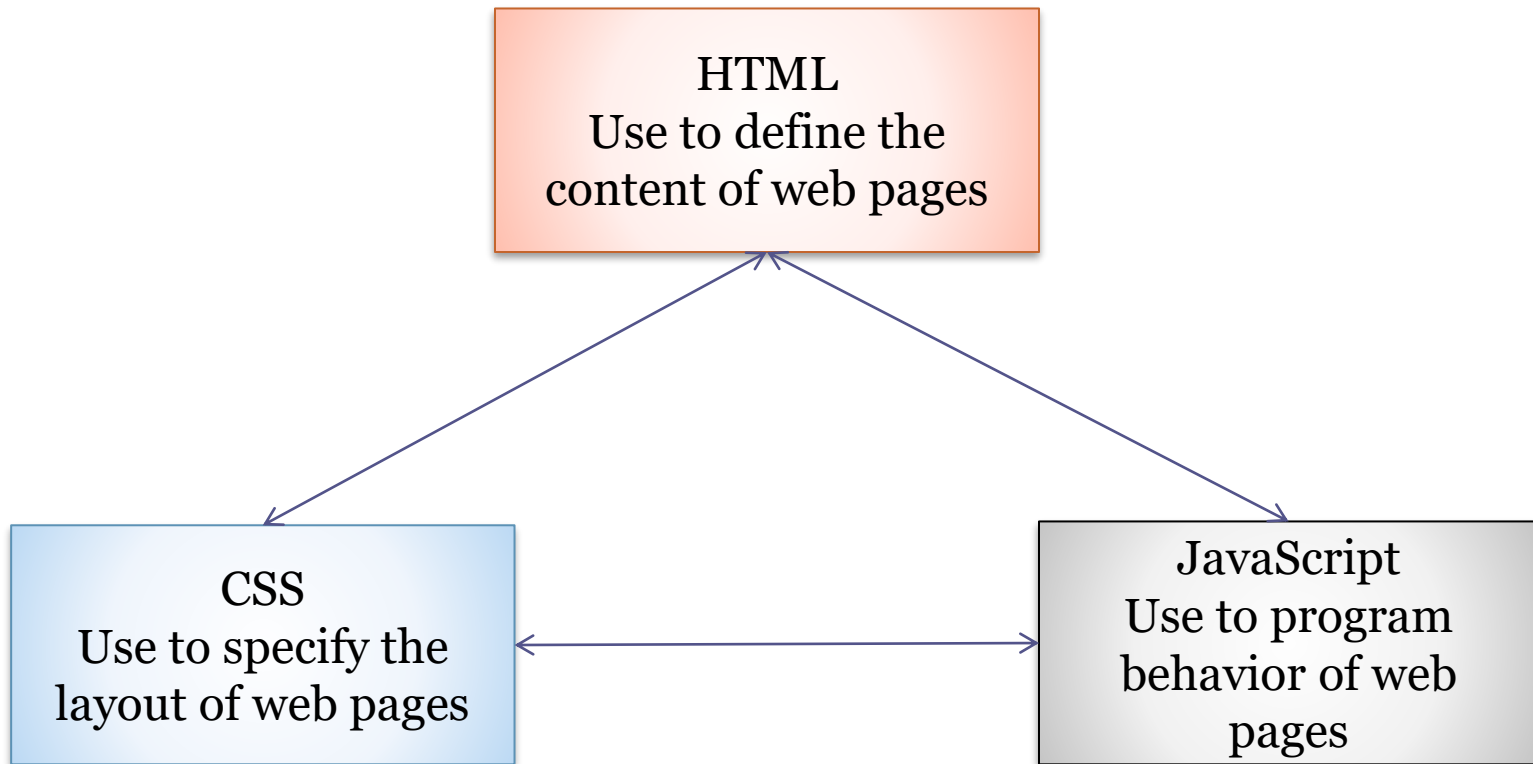 HTML
Use to define the
content of web pages
CSS
Use to specify the
layout of web pages
JavaScript
Use to program
behavior of web
pages